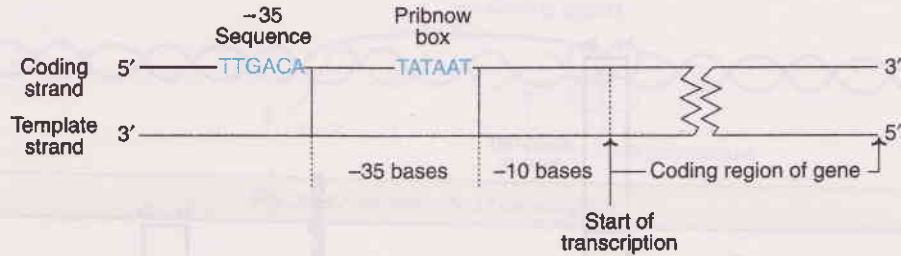 –35
Sequence
Pribnow
box
Coding
strand
5′
TTGACA
TATAAT
3′
Template
strand
3′
5′
–35 bases
–10 bases
Coding region of gene
Start of
transcription